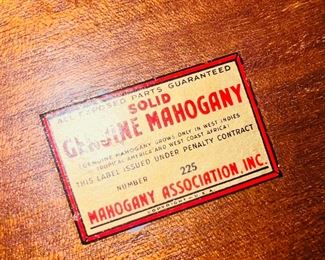 ALL EXPOSED PARTS GUARANTEED
SOLID
GENUINE MAHOGANY
GENUINE MAHOGANY GROWS ONLY IN WEST INDIES
TROPICAL AMERICA AND WEST COAST AFRICA
THIS LABEL ISSUED UNDER PENALTY CONTRACT
NUMBER 225
MAHOGANY ASSOCIATION, INC.
COPYRIGHT U.S.A.